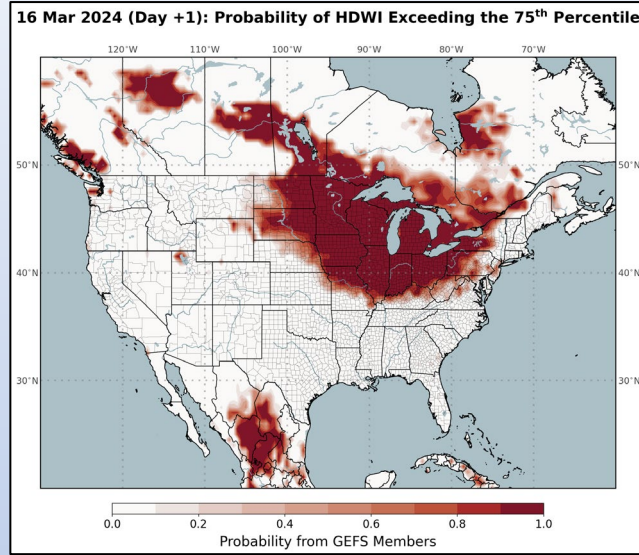 16 Mar 2024 (Day +1): Probability of HDWI Exceeding the 75th Percentile
120°W 110°W 100°W 90°W 80°W 70°W
50°N 50°N
40°N 40°N
30°N 30°N
0.0 0.2 0.4 0.6 0.8 1.0
Probability from GEFS Members